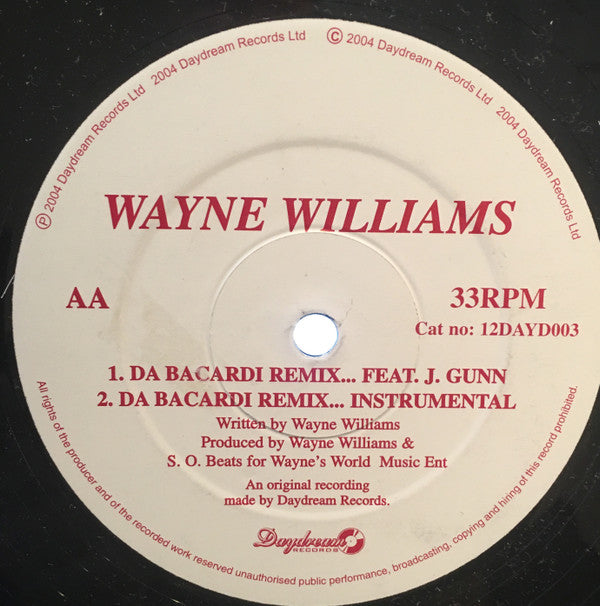 ℗ 2004 Daydream Records Ltd 2004 Daydream Records Ltd © 2004 Daydream Records Ltd 2004 Daydream Records Ltd
WAYNE WILLIAMS
AA
33RPM
Cat no: 12DAYD003
1. DA BACARDI REMIX... FEAT. J. GUNN
2. DA BACARDI REMIX... INSTRUMENTAL
Written by Wayne Williams
Produced by Wayne Williams &
S. O. Beats for Wayne's World Music Ent
An original recording
made by Daydream Records.
Daydream
RECORDS
All rights of the producer and of the recorded work reserved unauthorised public performance, broadcasting, copying and hiring of this record prohibited.